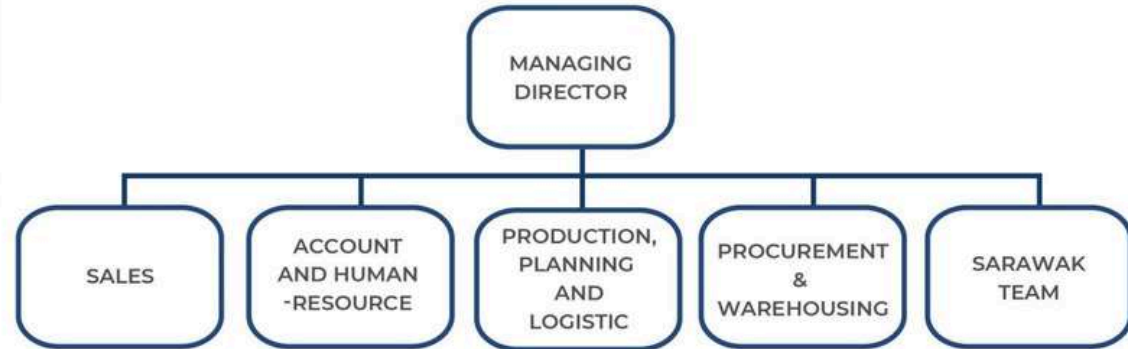 MANAGING
DIRECTOR
SALES
ACCOUNT
AND HUMAN
-RESOURCE
PRODUCTION,
PLANNING
AND
LOGISTIC
PROCUREMENT
&
WAREHOUSING
SARAWAK
TEAM